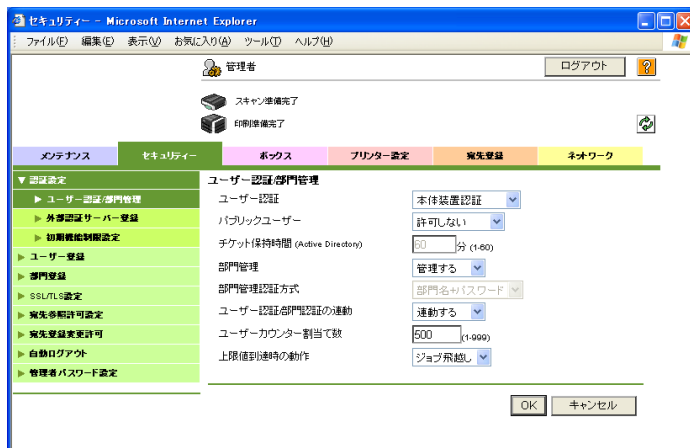 セキュリティー - Microsoft Internet Explorer
ファイル(F) 編集(E) 表示(V) お気に入り(A) ツール(T) ヘルプ(H)
管理者 ログアウト ?
スキャン準備完了
印刷準備完了
メンテナンス セキュリティー ボックス プリンター設定 宛先登録 ネットワーク
▼認証設定
▶ ユーザー認証/部門管理
▶ 外部認証サーバー登録
▶ 初期機能制限設定
▶ ユーザー登録
▶ 部門登録
▶ SSL/TLS設定
▶ 宛先参照許可設定
▶ 宛先登録変更許可
▶ 自動ログアウト
▶ 管理者パスワード設定
ユーザー認証/部門管理
ユーザー認証 本体装置認証
パブリックユーザー 許可しない
チケット保持時間 (Active Directory) 60 分 (1-60)
部門管理 管理する
部門管理認証方式 部門名+パスワード
ユーザー認証/部門認証の連動 連動する
ユーザーカウンター割当て数 500 (1-999)
上限値到達時の動作 ジョブ飛越し
OK キャンセル